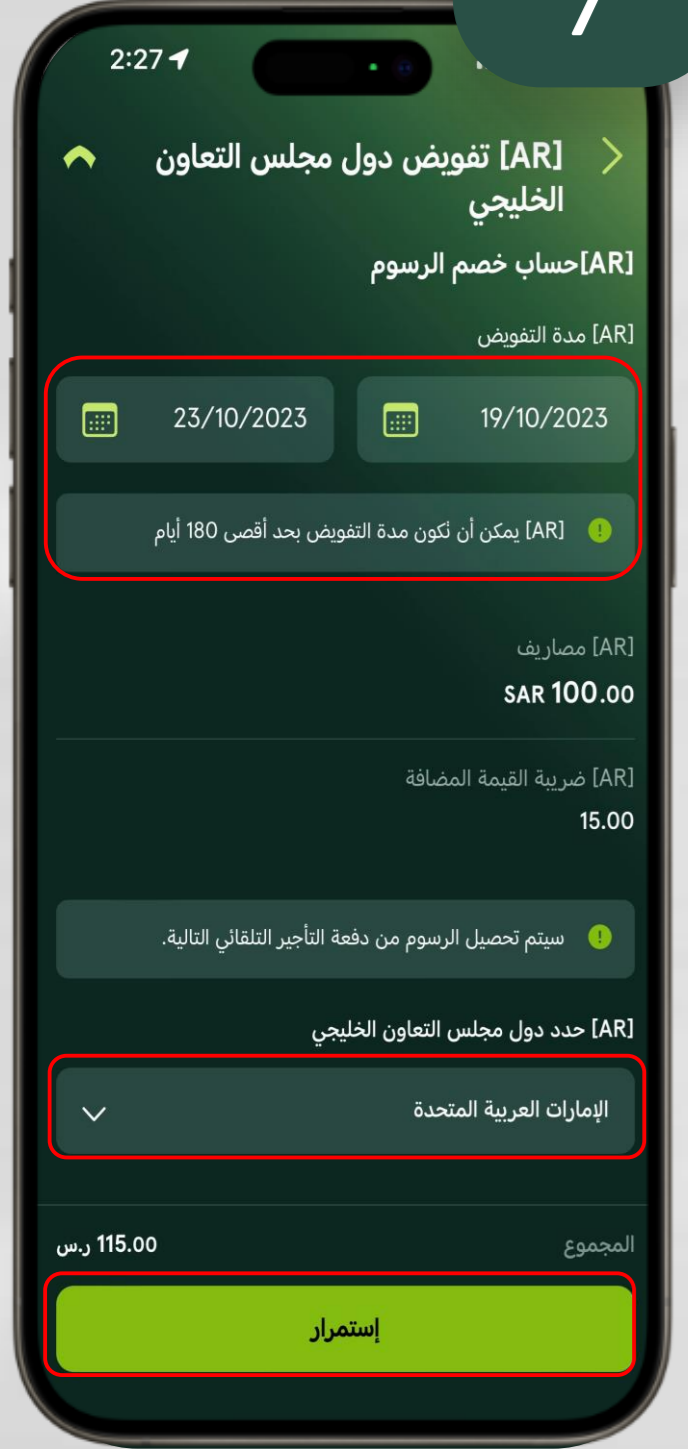 7
2:27
[AR] تفويض دول مجلس التعاون
الخليجي
[AR]حساب خصم الرسوم
[AR] مدة التفويض
19/10/2023
23/10/2023
[AR] يمكن أن تكون مدة التفويض بحد أقصى 180 أيام
[AR] مصاريف
SAR 100.00
[AR] ضريبة القيمة المضافة
15.00
سيتم تحصيل الرسوم من دفعة التأجير التلقائي التالية.
[AR] حدد دول مجلس التعاون الخليجي
الإمارات العربية المتحدة
المجموع
115.00 ر.س
إستمرار